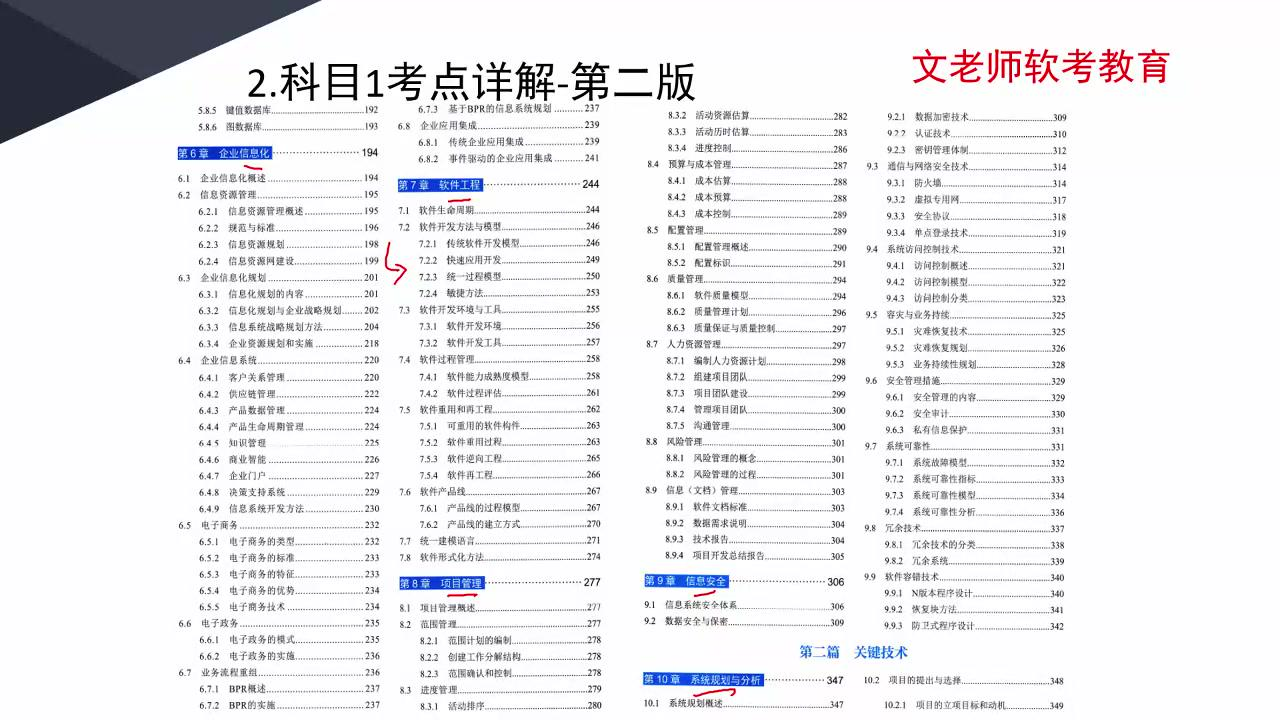 2.科目1考点详解-第二版
文老师软考教育
5.8.5 键值数据库 192
5.8.6 图数据库 193
第6章 企业信息化 194
6.1 企业信息化概述 194
6.2 信息资源管理 195
6.2.1 信息资源管理概述 195
6.2.2 规范与标准 196
6.2.3 信息资源规划 198
6.2.4 信息资源网建设 199
6.3 企业信息化规划 201
6.3.1 信息化规划的内容 201
6.3.2 信息化规划与企业战略规划 202
6.3.3 信息系统战略规划方法 204
6.3.4 企业资源规划和实施 218
6.4 企业信息系统 220
6.4.1 客户关系管理 220
6.4.2 供应链管理 222
6.4.3 产品数据管理 224
6.4.4 产品生命周期管理 224
6.4.5 知识管理 225
6.4.6 商业智能 226
6.4.7 企业门户 227
6.4.8 决策支持系统 229
6.4.9 信息系统开发方法 230
6.5 电子商务 232
6.5.1 电子商务的类型 232
6.5.2 电子商务的标准 233
6.5.3 电子商务的特征 233
6.5.4 电子商务的优势 234
6.5.5 电子商务技术 234
6.6 电子政务 235
6.6.1 电子政务的模式 235
6.6.2 电子政务的实施 236
6.7 业务流程重组 236
6.7.1 BPR概述 237
6.7.2 BPR的实施 237
6.7.3 基于BPR的信息系统规划 237
6.8 企业应用集成 239
6.8.1 传统企业应用集成 239
6.8.2 事件驱动的企业应用集成 241
第7章 软件工程 244
7.1 软件生命周期 244
7.2 软件开发方法与模型 246
7.2.1 传统软件开发模型 246
7.2.2 快速应用开发 249
7.2.3 统一过程模型 250
7.2.4 敏捷方法 253
7.3 软件开发环境与工具 255
7.3.1 软件开发环境 256
7.3.2 软件开发工具 257
7.4 软件过程管理 258
7.4.1 软件能力成熟度模型 258
7.4.2 软件过程评估 261
7.5 软件重用和再工程 262
7.5.1 可重用的软件构件 263
7.5.2 软件重用过程 263
7.5.3 软件逆向工程 265
7.5.4 软件再工程 266
7.6 软件产品线 267
7.6.1 产品线的过程模型 267
7.6.2 产品线的建立方式 270
7.7 统一建模语言 271
7.8 软件形式化方法 274
第8章 项目管理 277
8.1 项目管理概述 277
8.2 范围管理 277
8.2.1 范围计划的编制 278
8.2.2 创建工作分解结构 278
8.2.3 范围确认和控制 278
8.3 进度管理 279
8.3.1 活动排序 280
8.3.2 活动资源估算 282
8.3.3 活动历时估算 283
8.3.4 进度控制 286
8.4 预算与成本管理 287
8.4.1 成本估算 288
8.4.2 成本预算 288
8.4.3 成本控制 289
8.5 配置管理 289
8.5.1 配置管理概述 290
8.5.2 配置标识 291
8.6 质量管理 294
8.6.1 软件质量模型 294
8.6.2 质量管理计划 296
8.6.3 质量保证与质量控制 297
8.7 人力资源管理 297
8.7.1 编制人力资源计划 298
8.7.2 组建项目团队 299
8.7.3 项目团队建设 299
8.7.4 管理项目团队 300
8.7.5 沟通管理 300
8.8 风险管理 301
8.8.1 风险管理的概念 301
8.8.2 风险管理的过程 301
8.9 信息（文档）管理 303
8.9.1 软件文档标准 303
8.9.2 数据需求说明 304
8.9.3 技术报告 304
8.9.4 项目开发总结报告 305
第9章 信息安全 306
9.1 信息系统安全体系 306
9.2 数据安全与保密 309
9.2.1 数据加密技术 309
9.2.2 认证技术 310
9.2.3 密钥管理体制 312
9.3 通信与网络安全技术 314
9.3.1 防火墙 314
9.3.2 虚拟专用网 317
9.3.3 安全协议 318
9.3.4 单点登录技术 319
9.4 系统访问控制技术 321
9.4.1 访问控制概述 321
9.4.2 访问控制模型 322
9.4.3 访问控制分类 323
9.5 容灾与业务持续 325
9.5.1 灾难恢复技术 325
9.5.2 灾难恢复规划 326
9.5.3 业务持续性规划 328
9.6 安全管理措施 329
9.6.1 安全管理的内容 329
9.6.2 安全审计 330
9.6.3 私有信息保护 331
9.7 系统可靠性 331
9.7.1 系统故障模型 332
9.7.2 系统可靠性指标 333
9.7.3 系统可靠性模型 334
9.7.4 系统可靠性分析 336
9.8 冗余技术 337
9.8.1 冗余技术的分类 338
9.8.2 冗余系统 339
9.9 软件容错技术 340
9.9.1 N版本程序设计 340
9.9.2 恢复块方法 341
9.9.3 防卫式程序设计 342
第二篇 关键技术
第10章 系统规划与分析 347
10.1 系统规划概述 347
10.2 项目的提出与选择 348
10.2.1 项目的立项目标和动机 349